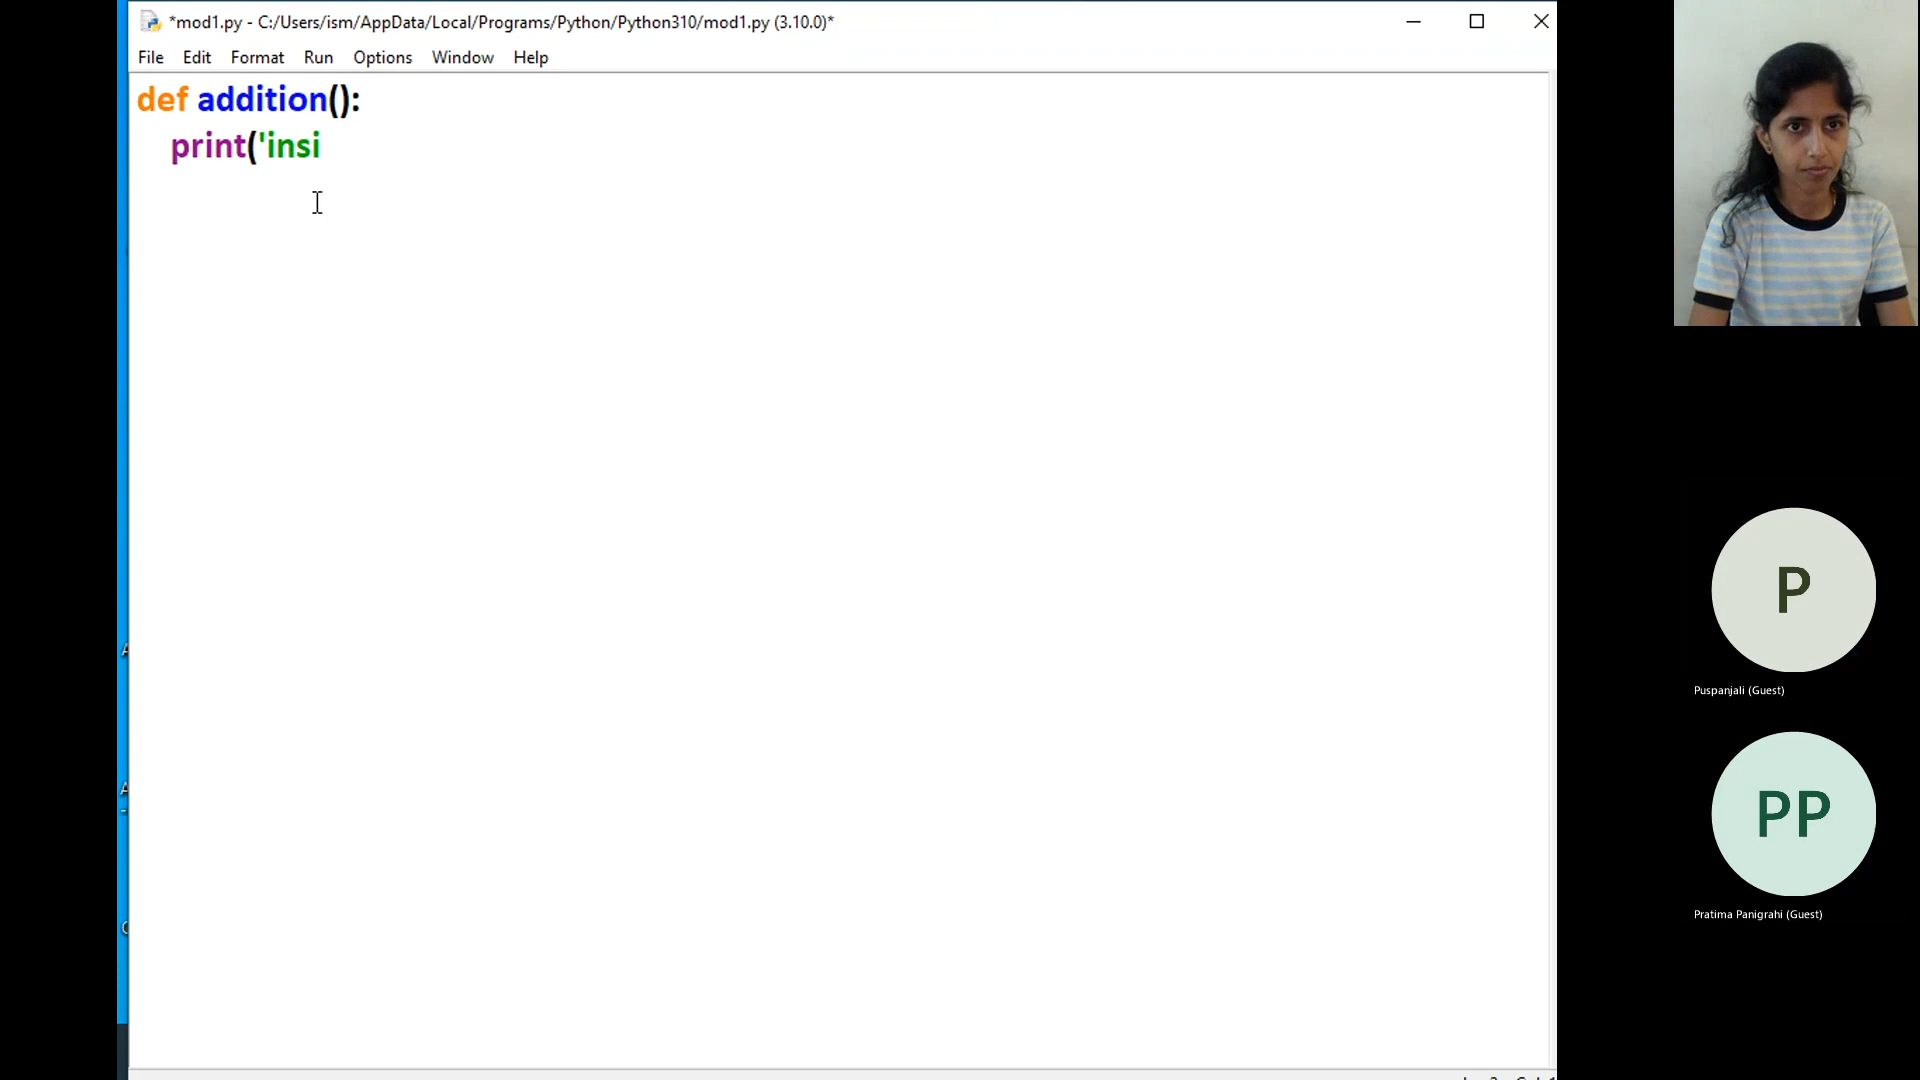 *mod1.py - C:/Users/ism/AppData/Local/Programs/Python/Python310/mod1.py (3.10.0)*
File Edit Format Run Options Window Help
def addition():
print('insi
P
Puspanjali (Guest)
PP
Pratima Panigrahi (Guest)